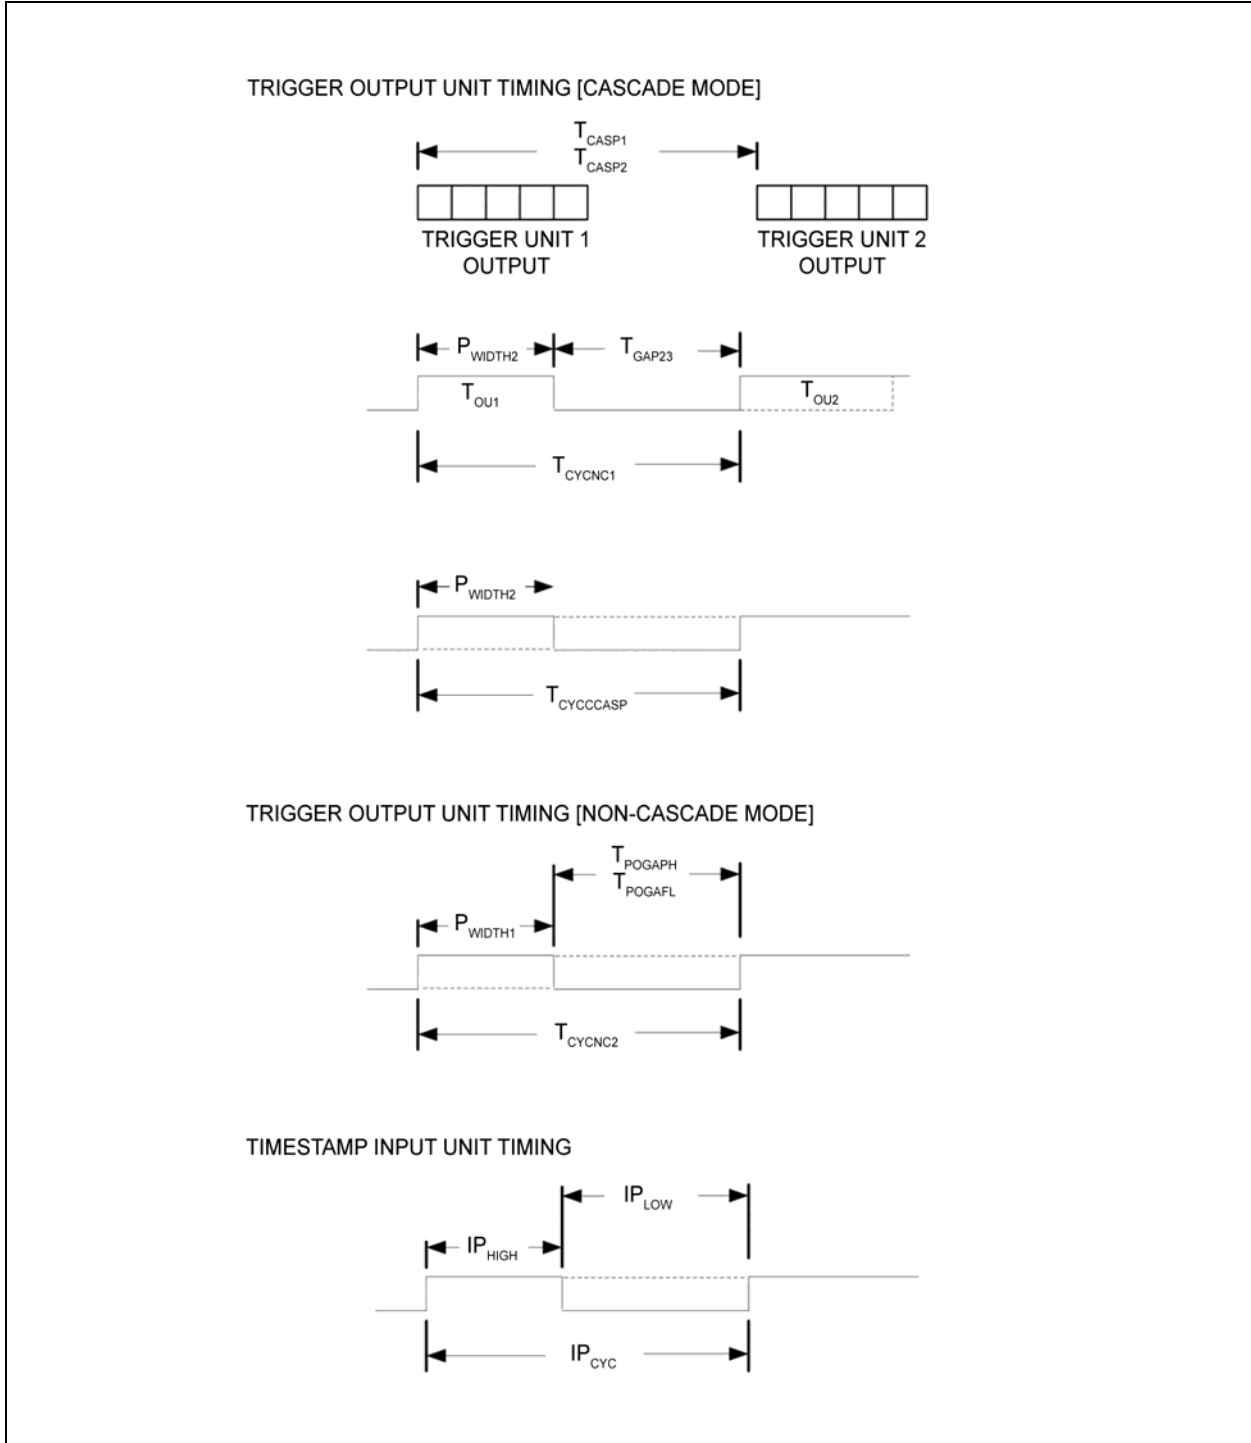 TRIGGER OUTPUT UNIT TIMING [CASCADE MODE]
TCASP1
TCASP2
TRIGGER UNIT 1
OUTPUT
TRIGGER UNIT 2
OUTPUT
PWIDTH2
TGAP23
TOU1
TOU2
TCYCNC1
PWIDTH2
TCYCCCASP
TRIGGER OUTPUT UNIT TIMING [NON-CASCADE MODE]
TPOGAPH
TPOGAFL
PWIDTH1
TCYCNC2
TIMESTAMP INPUT UNIT TIMING
IPLOW
IPHIGH
IPCYC